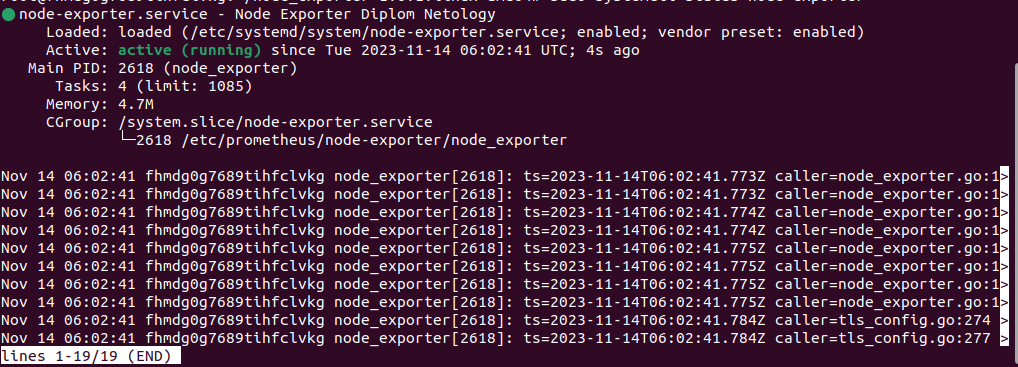 node-exporter.service - Node Exporter Diplom Netology
Loaded: loaded (/etc/systemd/system/node-exporter.service; enabled; vendor preset: enabled)
Active: active (running) since Tue 2023-11-14 06:02:41 UTC; 4s ago
Main PID: 2618 (node_exporter)
Tasks: 4 (limit: 1085)
Memory: 4.7M
CGroup: /system.slice/node-exporter.service
└─2618 /etc/prometheus/node-exporter/node_exporter
Nov 14 06:02:41 fhmdg0g7689tihfclvkg node_exporter[2618]: ts=2023-11-14T06:02:41.773Z caller=node_exporter.go:1>
Nov 14 06:02:41 fhmdg0g7689tihfclvkg node_exporter[2618]: ts=2023-11-14T06:02:41.773Z caller=node_exporter.go:1>
Nov 14 06:02:41 fhmdg0g7689tihfclvkg node_exporter[2618]: ts=2023-11-14T06:02:41.774Z caller=node_exporter.go:1>
Nov 14 06:02:41 fhmdg0g7689tihfclvkg node_exporter[2618]: ts=2023-11-14T06:02:41.774Z caller=node_exporter.go:1>
Nov 14 06:02:41 fhmdg0g7689tihfclvkg node_exporter[2618]: ts=2023-11-14T06:02:41.775Z caller=node_exporter.go:1>
Nov 14 06:02:41 fhmdg0g7689tihfclvkg node_exporter[2618]: ts=2023-11-14T06:02:41.775Z caller=node_exporter.go:1>
Nov 14 06:02:41 fhmdg0g7689tihfclvkg node_exporter[2618]: ts=2023-11-14T06:02:41.775Z caller=node_exporter.go:1>
Nov 14 06:02:41 fhmdg0g7689tihfclvkg node_exporter[2618]: ts=2023-11-14T06:02:41.775Z caller=node_exporter.go:1>
Nov 14 06:02:41 fhmdg0g7689tihfclvkg node_exporter[2618]: ts=2023-11-14T06:02:41.784Z caller=tls_config.go:274 >
Nov 14 06:02:41 fhmdg0g7689tihfclvkg node_exporter[2618]: ts=2023-11-14T06:02:41.784Z caller=tls_config.go:277 >
lines 1-19/19 (END)